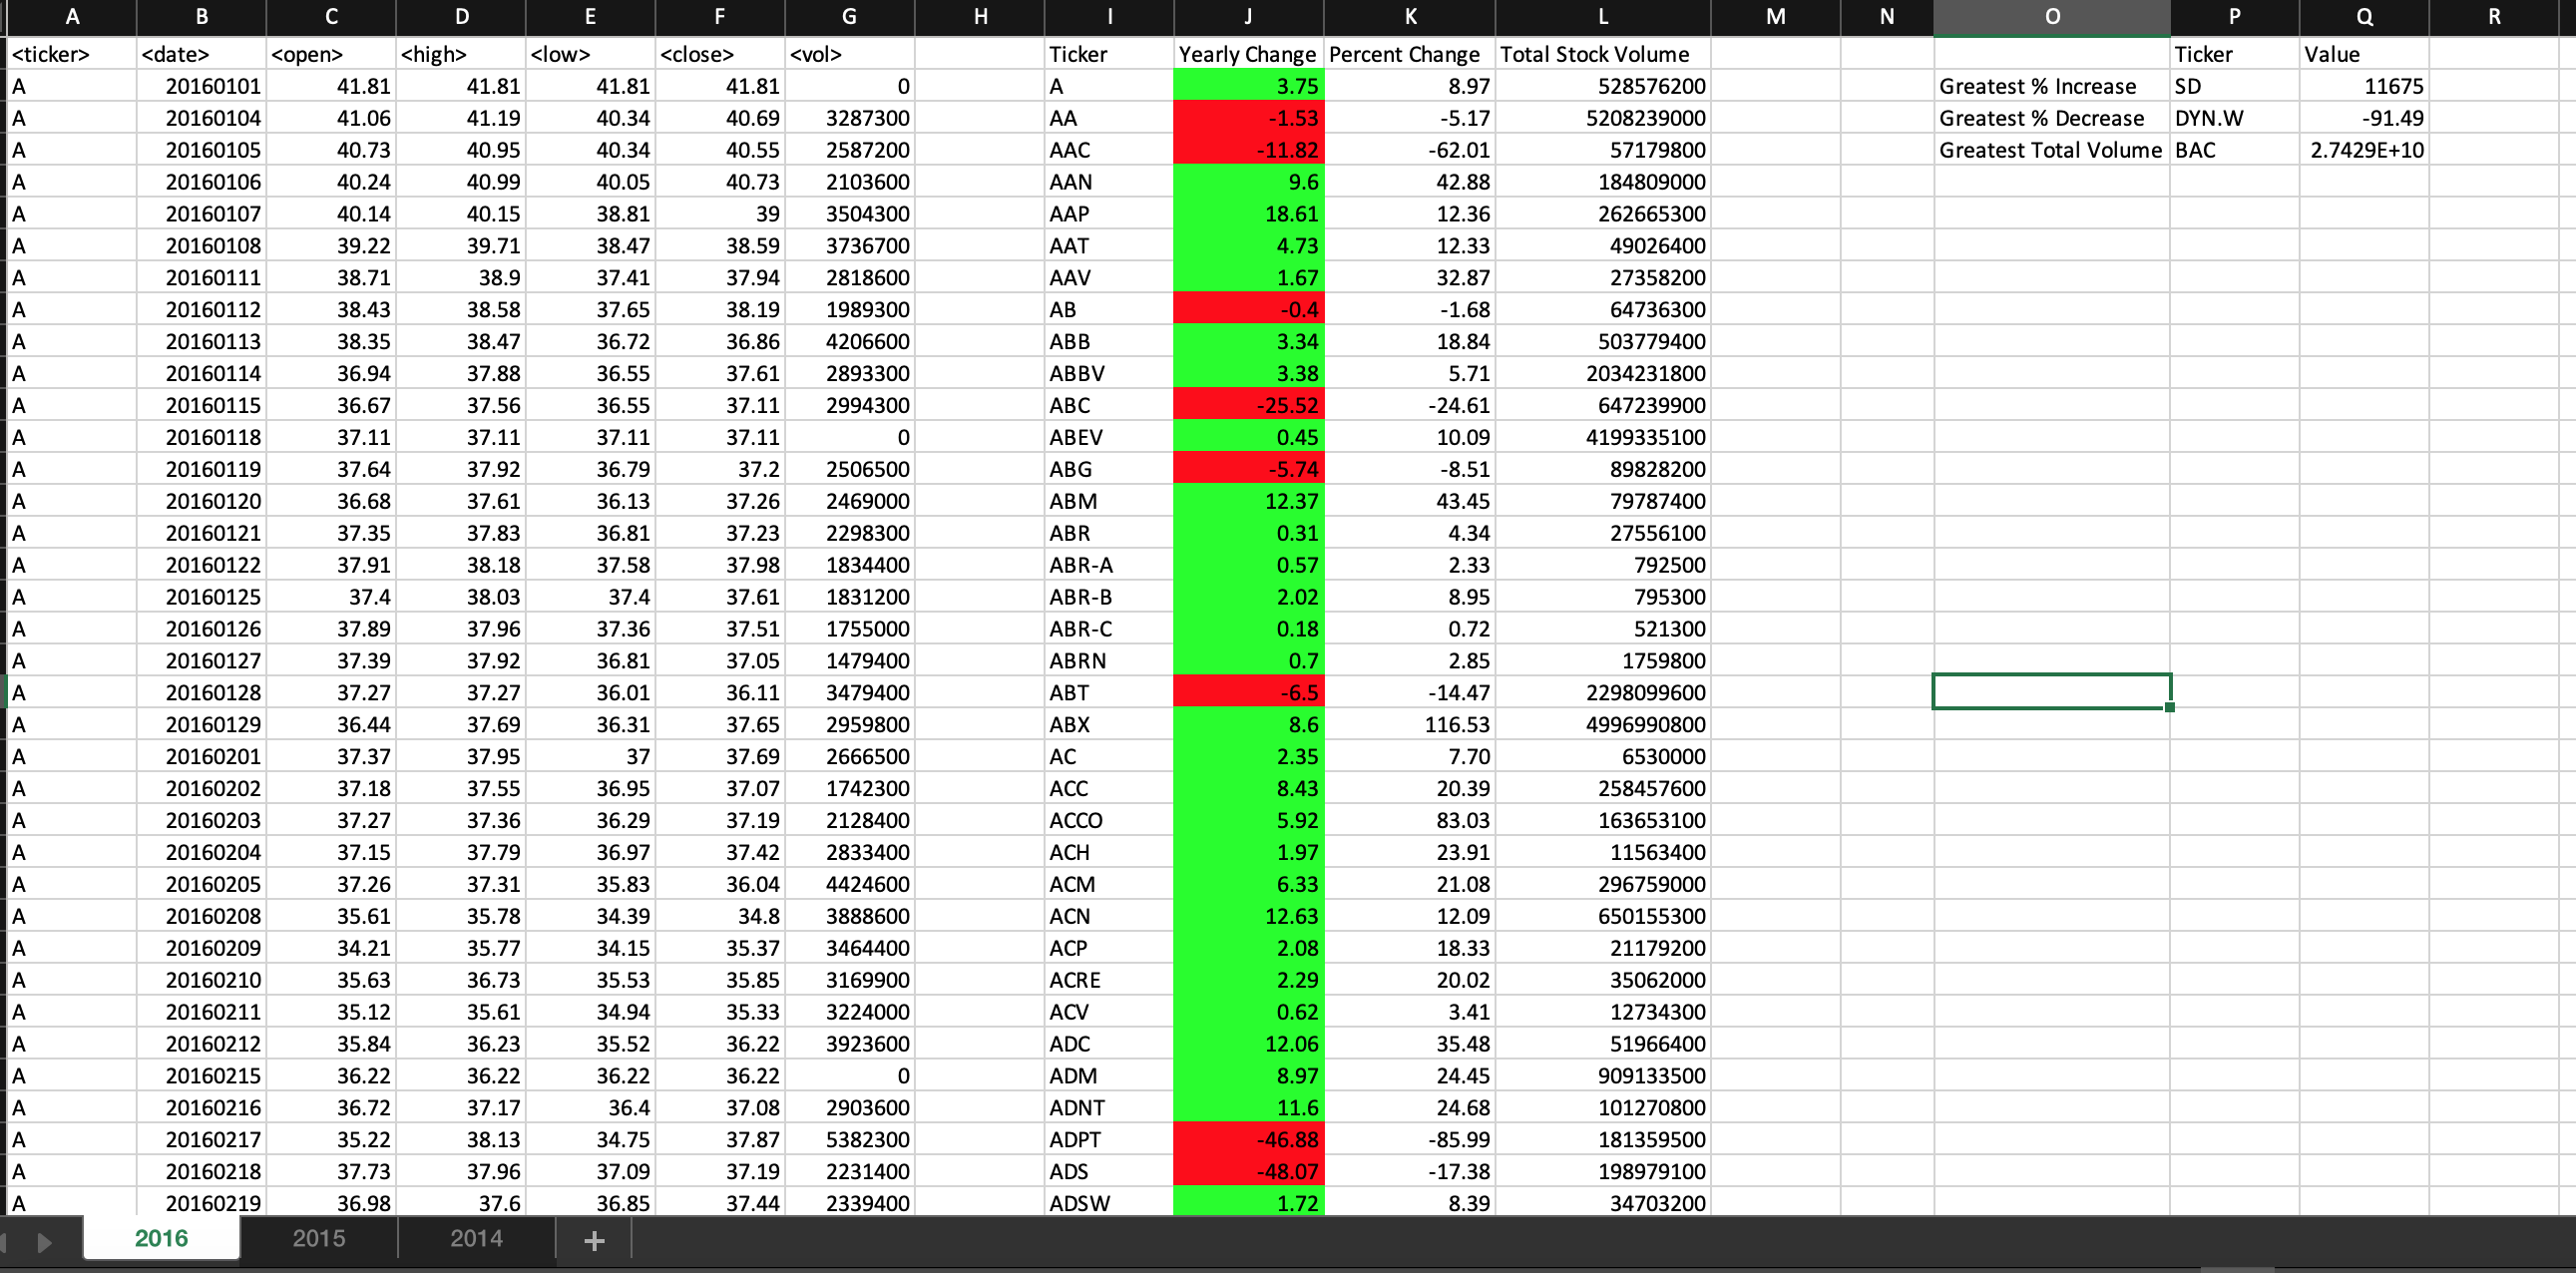 A B C D E F G H I J K L M N O P Q R
<ticker> <date> <open> <high> <low> <close> <vol> Ticker Yearly Change Percent Change Total Stock Volume Ticker Value
A 20160101 41.81 41.81 41.81 41.81 0 A 3.75 8.97 528576200 Greatest % Increase SD 11675
A 20160104 41.06 41.19 40.34 40.69 3287300 AA -1.53 -5.17 5208239000 Greatest % Decrease DYN.W -91.49
A 20160105 40.73 40.95 40.34 40.55 2587200 AAC -11.82 -62.01 57179800 Greatest Total Volume BAC 2.7429E+10
A 20160106 40.24 40.99 40.05 40.73 2103600 AAN 9.6 42.88 184809000
A 20160107 40.14 40.15 38.81 39 3504300 AAP 18.61 12.36 262665300
A 20160108 39.22 39.71 38.47 38.59 3736700 AAT 4.73 12.33 49026400
A 20160111 38.71 38.9 37.41 37.94 2818600 AAV 1.67 32.87 27358200
A 20160112 38.43 38.58 37.65 38.19 1989300 AB -0.4 -1.68 64736300
A 20160113 38.35 38.47 36.72 36.86 4206600 ABB 3.34 18.84 503779400
A 20160114 36.94 37.88 36.55 37.61 2893300 ABBV 3.38 5.71 2034231800
A 20160115 36.67 37.56 36.55 37.11 2994300 ABC -25.52 -24.61 647239900
A 20160118 37.11 37.11 37.11 37.11 0 ABEV 0.45 10.09 4199335100
A 20160119 37.64 37.92 36.79 37.2 2506500 ABG -5.74 -8.51 89828200
A 20160120 36.68 37.61 36.13 37.26 2469000 ABM 12.37 43.45 79787400
A 20160121 37.35 37.83 36.81 37.23 2298300 ABR 0.31 4.34 27556100
A 20160122 37.91 38.18 37.58 37.98 1834400 ABR-A 0.57 2.33 792500
A 20160125 37.4 38.03 37.4 37.61 1831200 ABR-B 2.02 8.95 795300
A 20160126 37.89 37.96 37.36 37.51 1755000 ABR-C 0.18 0.72 521300
A 20160127 37.39 37.92 36.81 37.05 1479400 ABRN 0.7 2.85 1759800
A 20160128 37.27 37.27 36.01 36.11 3479400 ABT -6.5 -14.47 2298099600
A 20160129 36.44 37.69 36.31 37.65 2959800 ABX 8.6 116.53 4996990800
A 20160201 37.37 37.95 37 37.69 2666500 AC 2.35 7.70 6530000
A 20160202 37.18 37.55 36.95 37.07 1742300 ACC 8.43 20.39 258457600
A 20160203 37.27 37.36 36.29 37.19 2128400 ACCO 5.92 83.03 163653100
A 20160204 37.15 37.79 36.97 37.42 2833400 ACH 1.97 23.91 11563400
A 20160205 37.26 37.31 35.83 36.04 4424600 ACM 6.33 21.08 296759000
A 20160208 35.61 35.78 34.39 34.8 3888600 ACN 12.63 12.09 650155300
A 20160209 34.21 35.77 34.15 35.37 3464400 ACP 2.08 18.33 21179200
A 20160210 35.63 36.73 35.53 35.85 3169900 ACRE 2.29 20.02 35062000
A 20160211 35.12 35.61 34.94 35.33 3224000 ACV 0.62 3.41 12734300
A 20160212 35.84 36.23 35.52 36.22 3923600 ADC 12.06 35.48 51966400
A 20160215 36.22 36.22 36.22 36.22 0 ADM 8.97 24.45 909133500
A 20160216 36.72 37.17 36.4 37.08 2903600 ADNT 11.6 24.68 101270800
A 20160217 35.22 38.13 34.75 37.87 5382300 ADPT -46.88 -85.99 181359500
A 20160218 37.73 37.96 37.09 37.19 2231400 ADS -48.07 -17.38 198979100
A 20160219 36.98 37.6 36.85 37.44 2339400 ADSW 1.72 8.39 34703200
2016 2015 2014 +